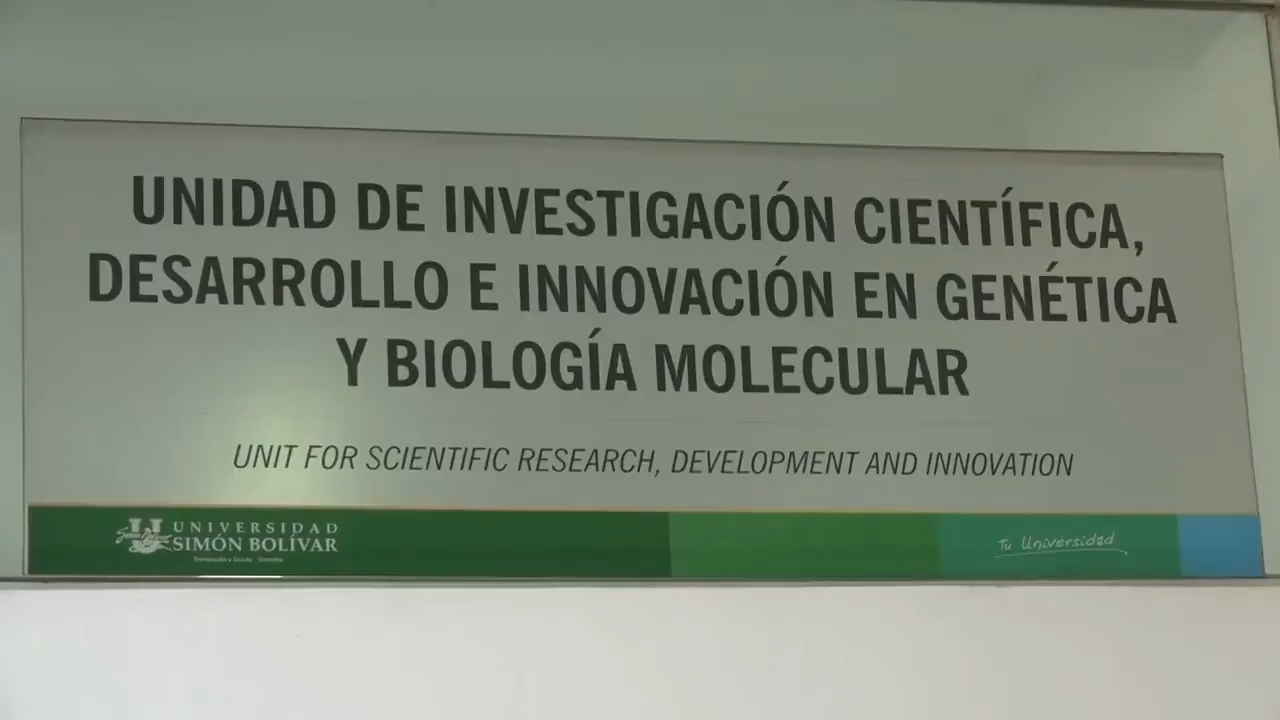 UNIDAD DE INVESTIGACIÓN CIENTÍFICA,
DESARROLLO E INNOVACIÓN EN GENÉTICA
Y BIOLOGÍA MOLECULAR
UNIT FOR SCIENTIFIC RESEARCH, DEVELOPMENT AND INNOVATION
UNIVERSIDAD
SIMÓN BOLÍVAR
Tu Universidad